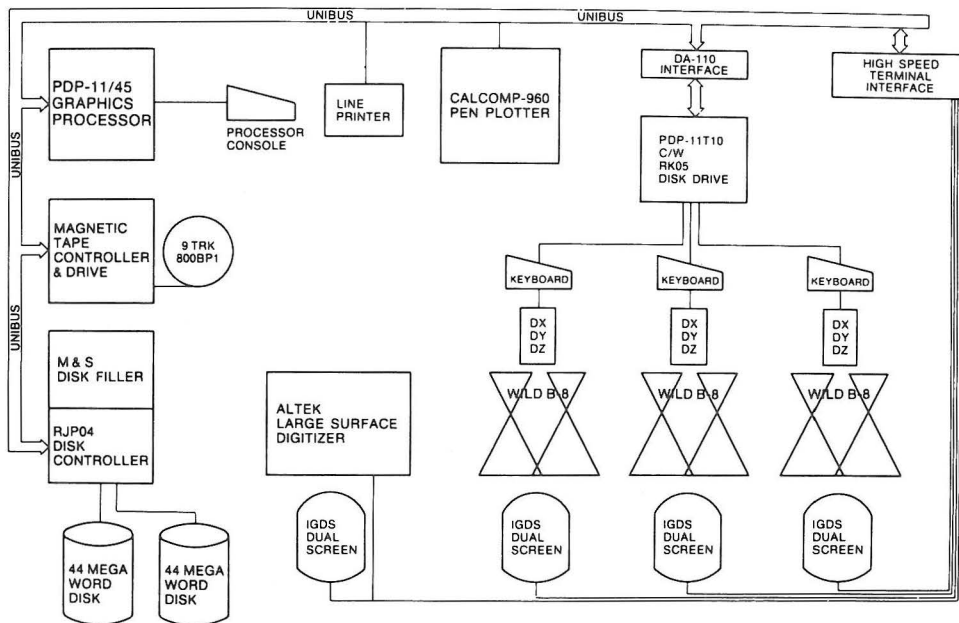 UNIBUS
UNIBUS
PDP-11/45
GRAPHICS
PROCESSOR
PROCESSOR
CONSOLE
LINE
PRINTER
CALCOMP-960
PEN PLOTTER
DA-110
INTERFACE
HIGH SPEED
TERMINAL
INTERFACE
PDP-11T10
C/W
RK05
DISK DRIVE
UNIBUS
MAGNETIC
TAPE
CONTROLLER
& DRIVE
9 TRK
800BP1
KEYBOARD
KEYBOARD
KEYBOARD
UNIBUS
M & S
DISK FILLER
RJP04
DISK
CONTROLLER
DX
DY
DZ
DX
DY
DZ
DX
DY
DZ
WILD B-8
WILD B-8
WILD B-8
ALTEK
LARGE SURFACE
DIGITIZER
44 MEGA
WORD
DISK
44 MEGA
WORD
DISK
IGDS
DUAL
SCREEN
IGDS
DUAL
SCREEN
IGDS
DUAL
SCREEN
IGDS
DUAL
SCREEN